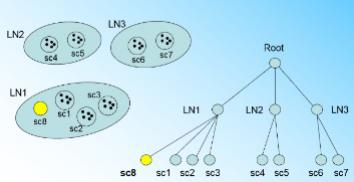 LN2
sc4
sc5
LN3
sc6
sc7
LN1
sc8
sc1
sc3
sc2
Root
LN1
LN2
LN3
sc8 sc1 sc2 sc3 sc4 sc5 sc6 sc7